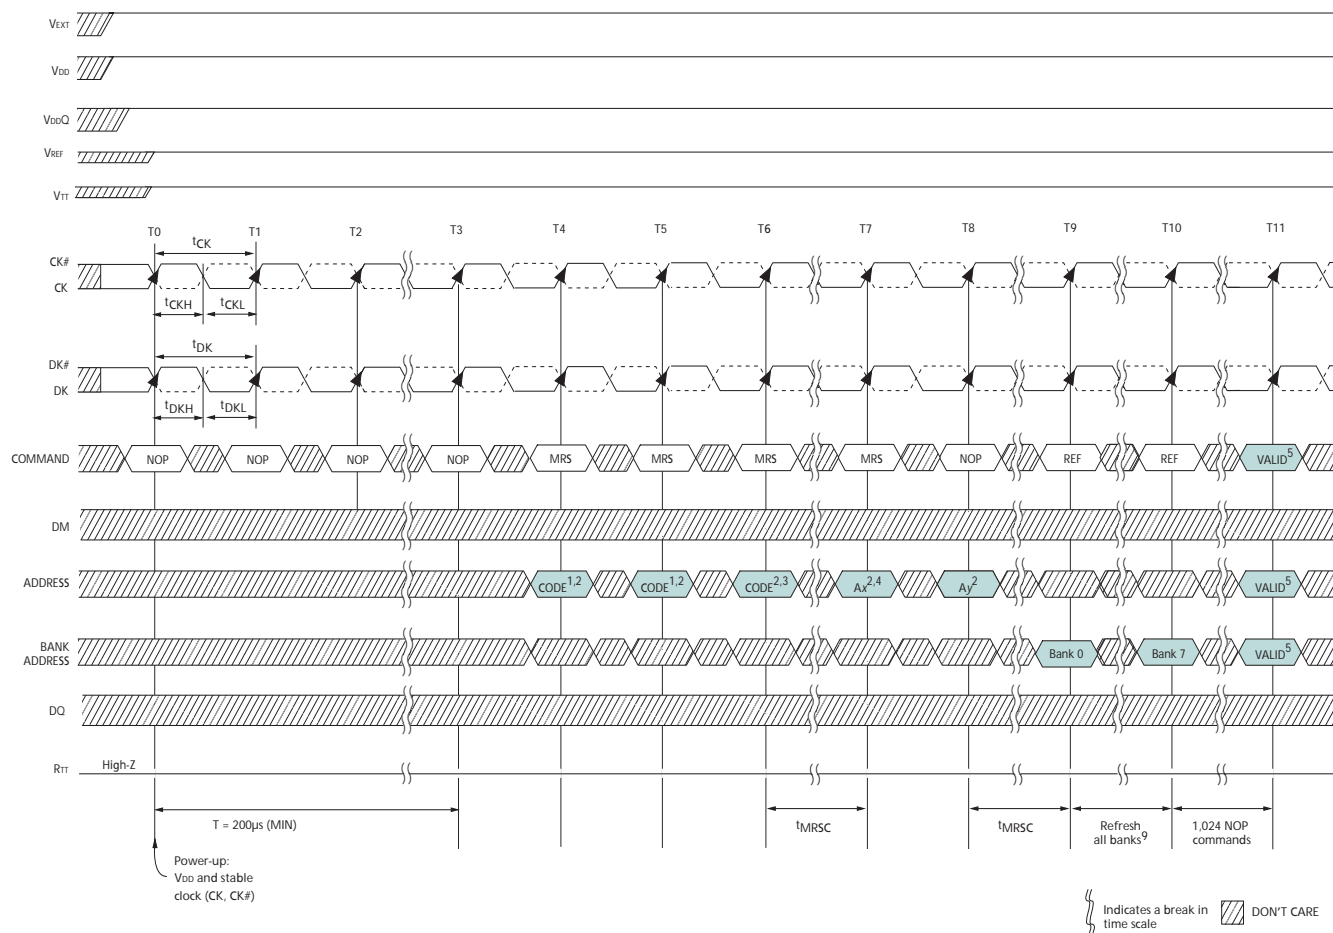 VEXT
VDD
VDDQ
VREF
VTT
T0 T1 T2 T3 T4 T5 T6 T7 T8 T9 T10 T11
tCK
CK#
CK
tCKH tCKL
tDK
DK#
DK
tDKH tDKL
COMMAND NOP NOP NOP NOP MRS MRS MRS MRS NOP REF REF VALID5
DM
ADDRESS CODE1,2 CODE1,2 CODE2,3 Ax2,4 Ay2 VALID5
BANK
ADDRESS Bank 0 Bank 7 VALID5
DQ
RTT High-Z
T = 200µs (MIN) tMRSC tMRSC Refresh
all banks9
1,024 NOP
commands
Power-up:
VDD and stable
clock (CK, CK#)
Indicates a break in
time scale
DON'T CARE